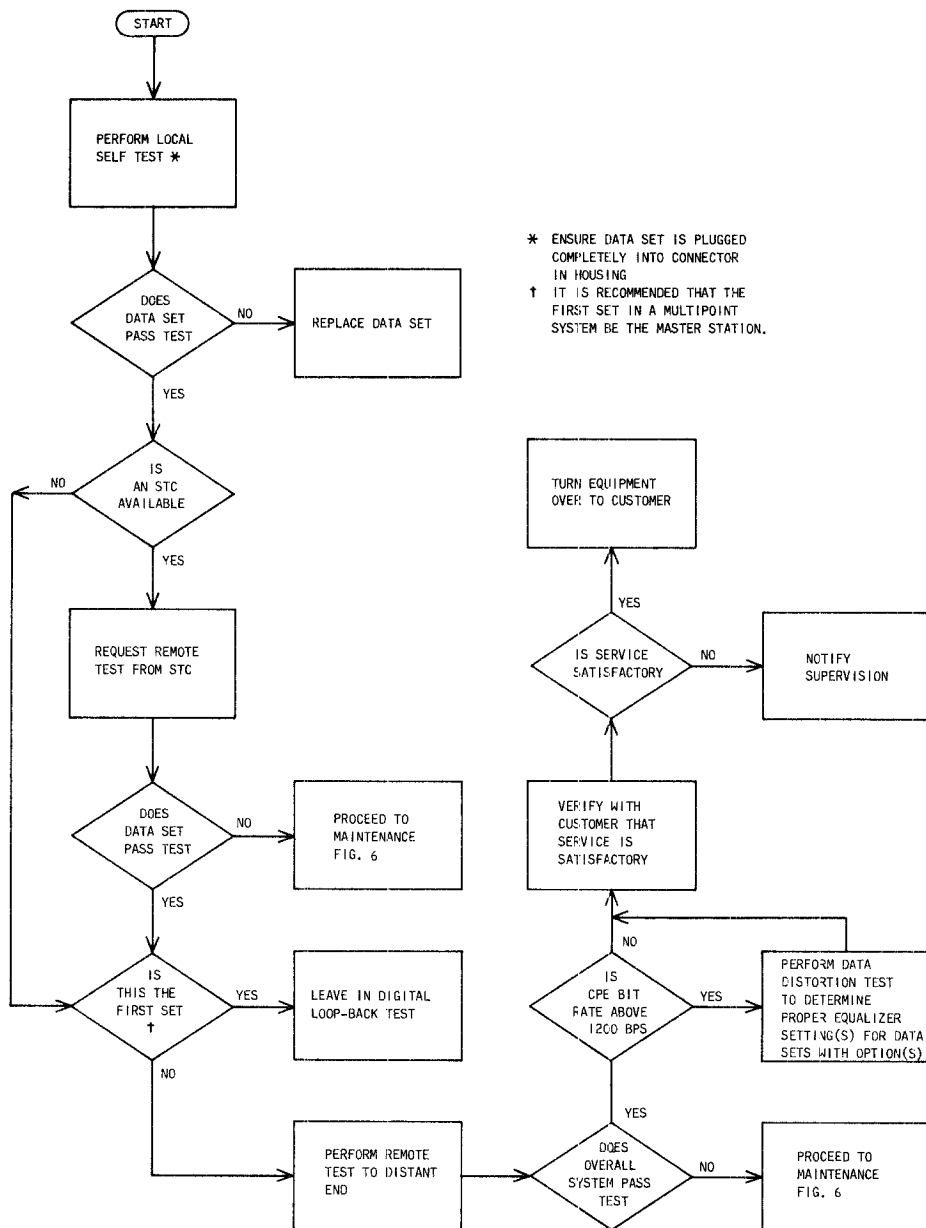 START
PERFORM LOCAL
SELF TEST *
DOES
DATA SET
PASS TEST
NO
REPLACE DATA SET
YES
* ENSURE DATA SET IS PLUGGED
COMPLETELY INTO CONNECTOR
IN HOUSING
† IT IS RECOMMENDED THAT THE
FIRST SET IN A MULTIPOINT
SYSTEM BE THE MASTER STATION.
IS
AN STC
AVAILABLE
NO
YES
REQUEST REMOTE
TEST FROM STC
DOES
DATA SET
PASS TEST
NO
PROCEED TO
MAINTENANCE
FIG. 6
YES
IS
THIS THE
FIRST SET
†
YES
LEAVE IN DIGITAL
LOOP-BACK TEST
NO
PERFORM REMOTE
TEST TO DISTANT
END
DOES
OVERALL
SYSTEM PASS
TEST
NO
PROCEED TO
MAINTENANCE
FIG. 6
YES
IS
CPE BIT
RATE ABOVE
1200 BPS
YES
PERFORM DATA
DISTORTION TEST
TO DETERMINE
PROPER EQUALIZER
SETTING(S) FOR DATA
SETS WITH OPTION(S)
NO
VERIFY WITH
CUSTOMER THAT
SERVICE IS
SATISFACTORY
IS SERVICE
SATISFACTORY
NO
NOTIFY
SUPERVISION
YES
TURN EQUIPMENT
OVER TO CUSTOMER